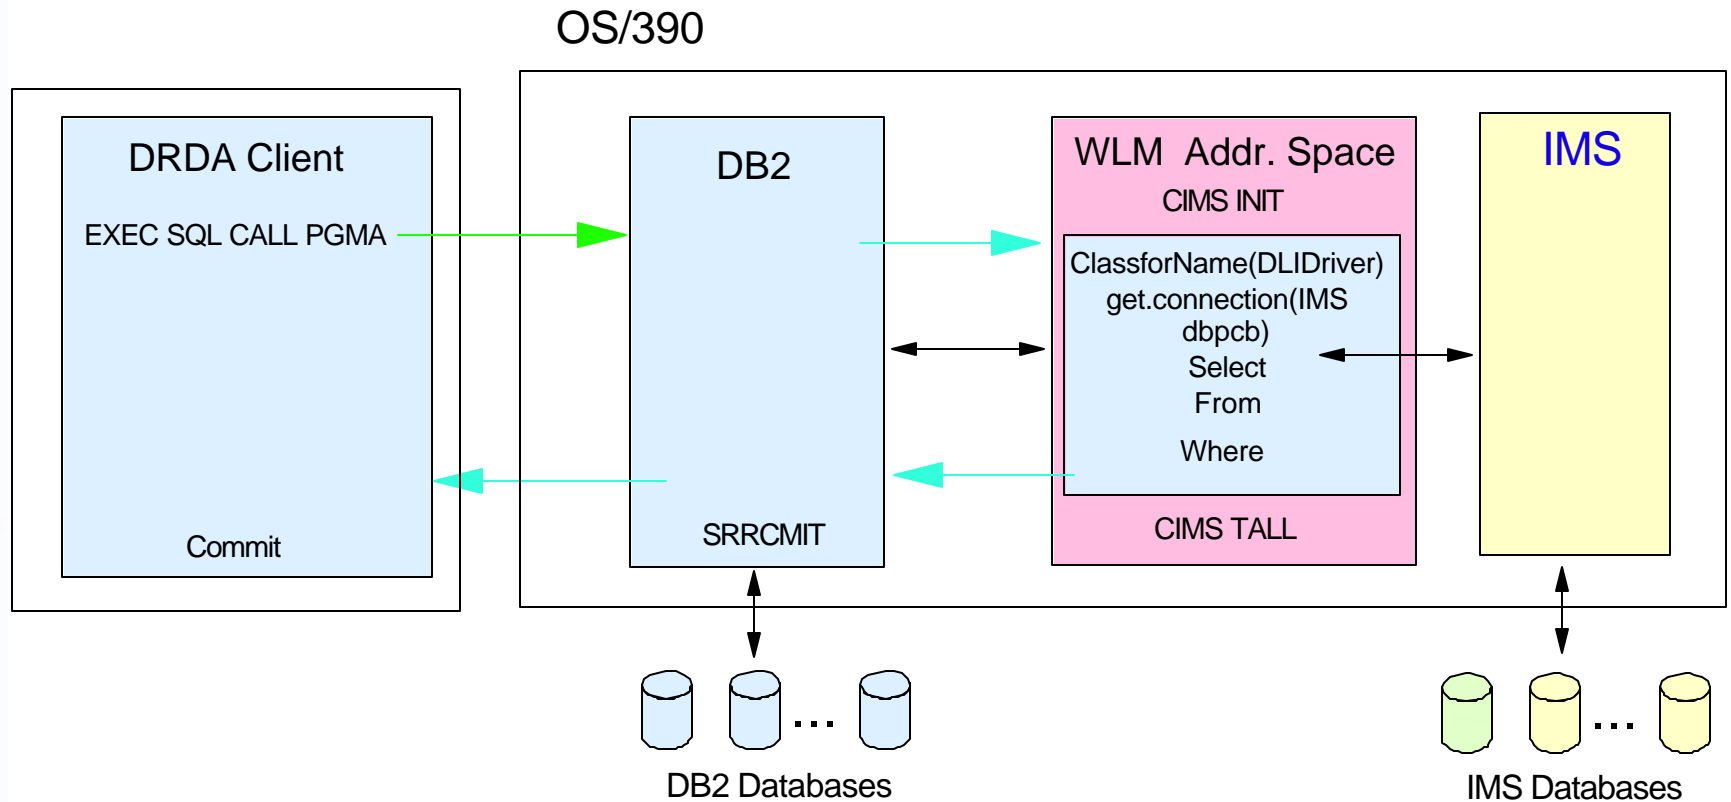 OS/390
DRDA Client
EXEC SQL CALL PGMA
Commit
DB2
SRRCMIT
WLM Addr. Space
CIMS INIT
ClassforName(DLIDriver)
get.connection(IMS
dbpcb)
Select
From
Where
CIMS TALL
IMS
DB2 Databases
IMS Databases